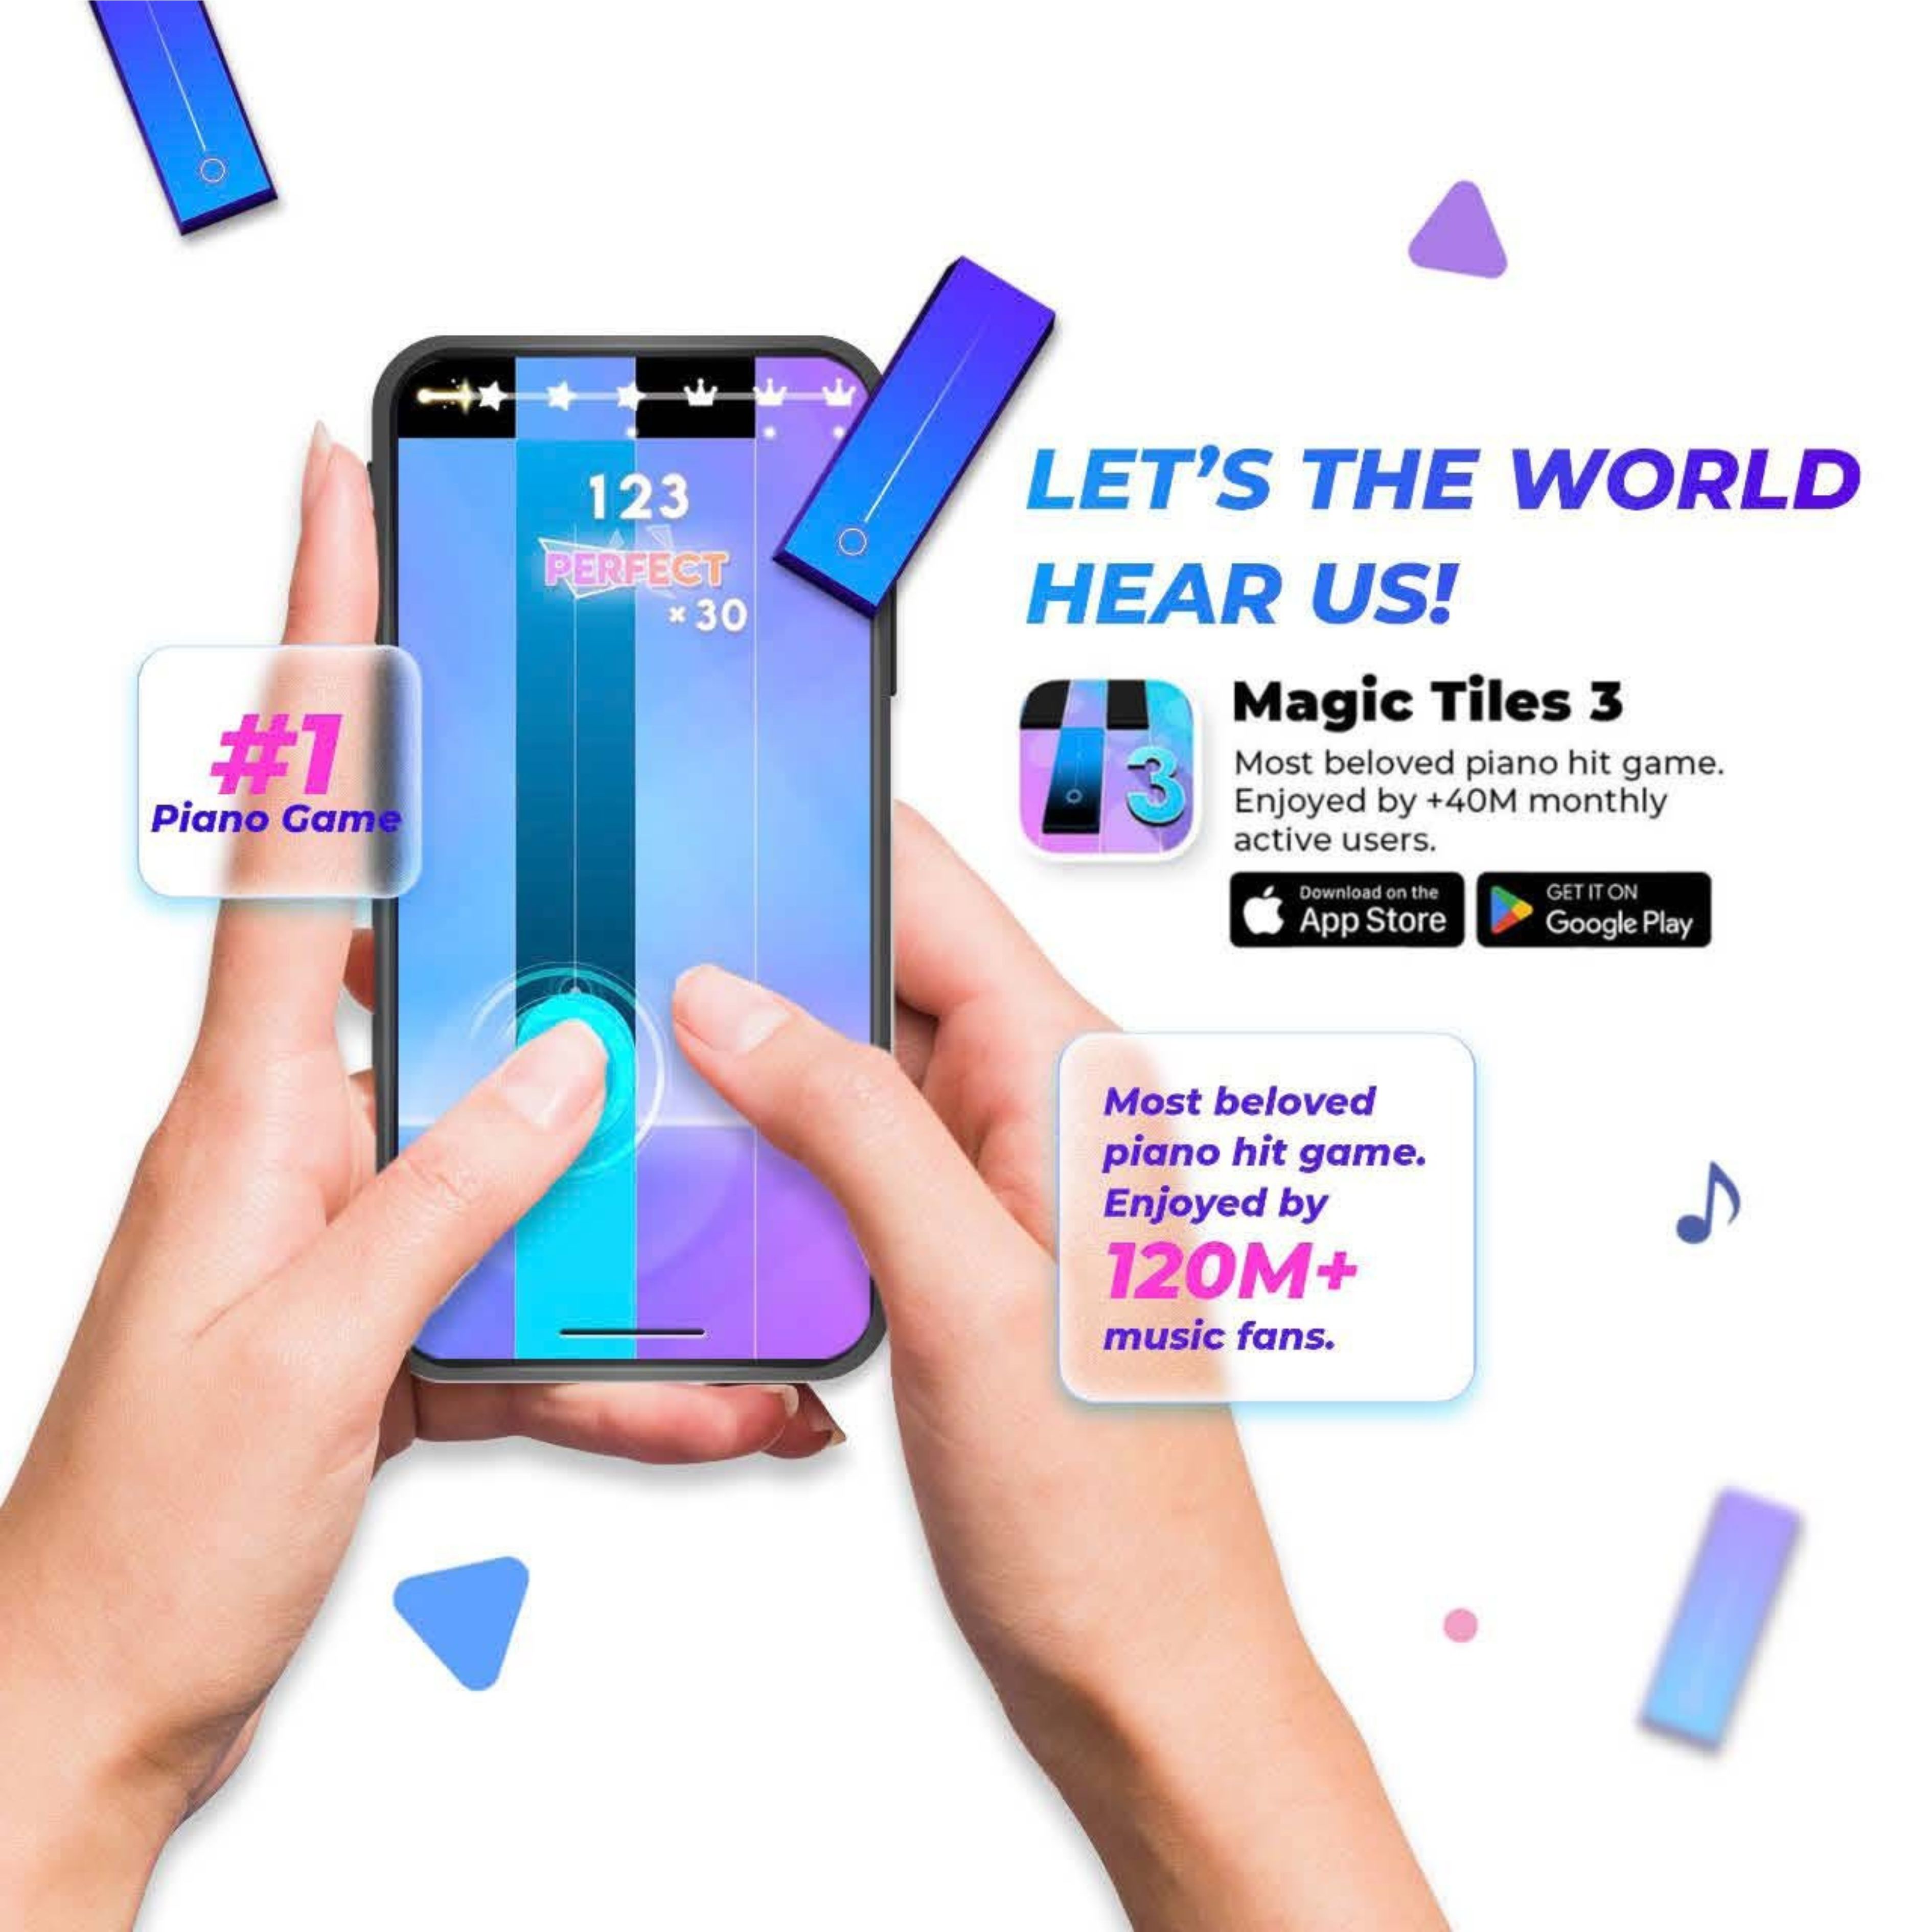 123
PERFECT
×30
LET'S THE WORLD
HEAR US!
#1
Piano Game
3
Magic Tiles 3
Most beloved piano hit game.
Enjoyed by +40M monthly
active users.
Download on the
App Store
GET IT ON
Google Play
Most beloved
piano hit game.
Enjoyed by
120M+
music fans.